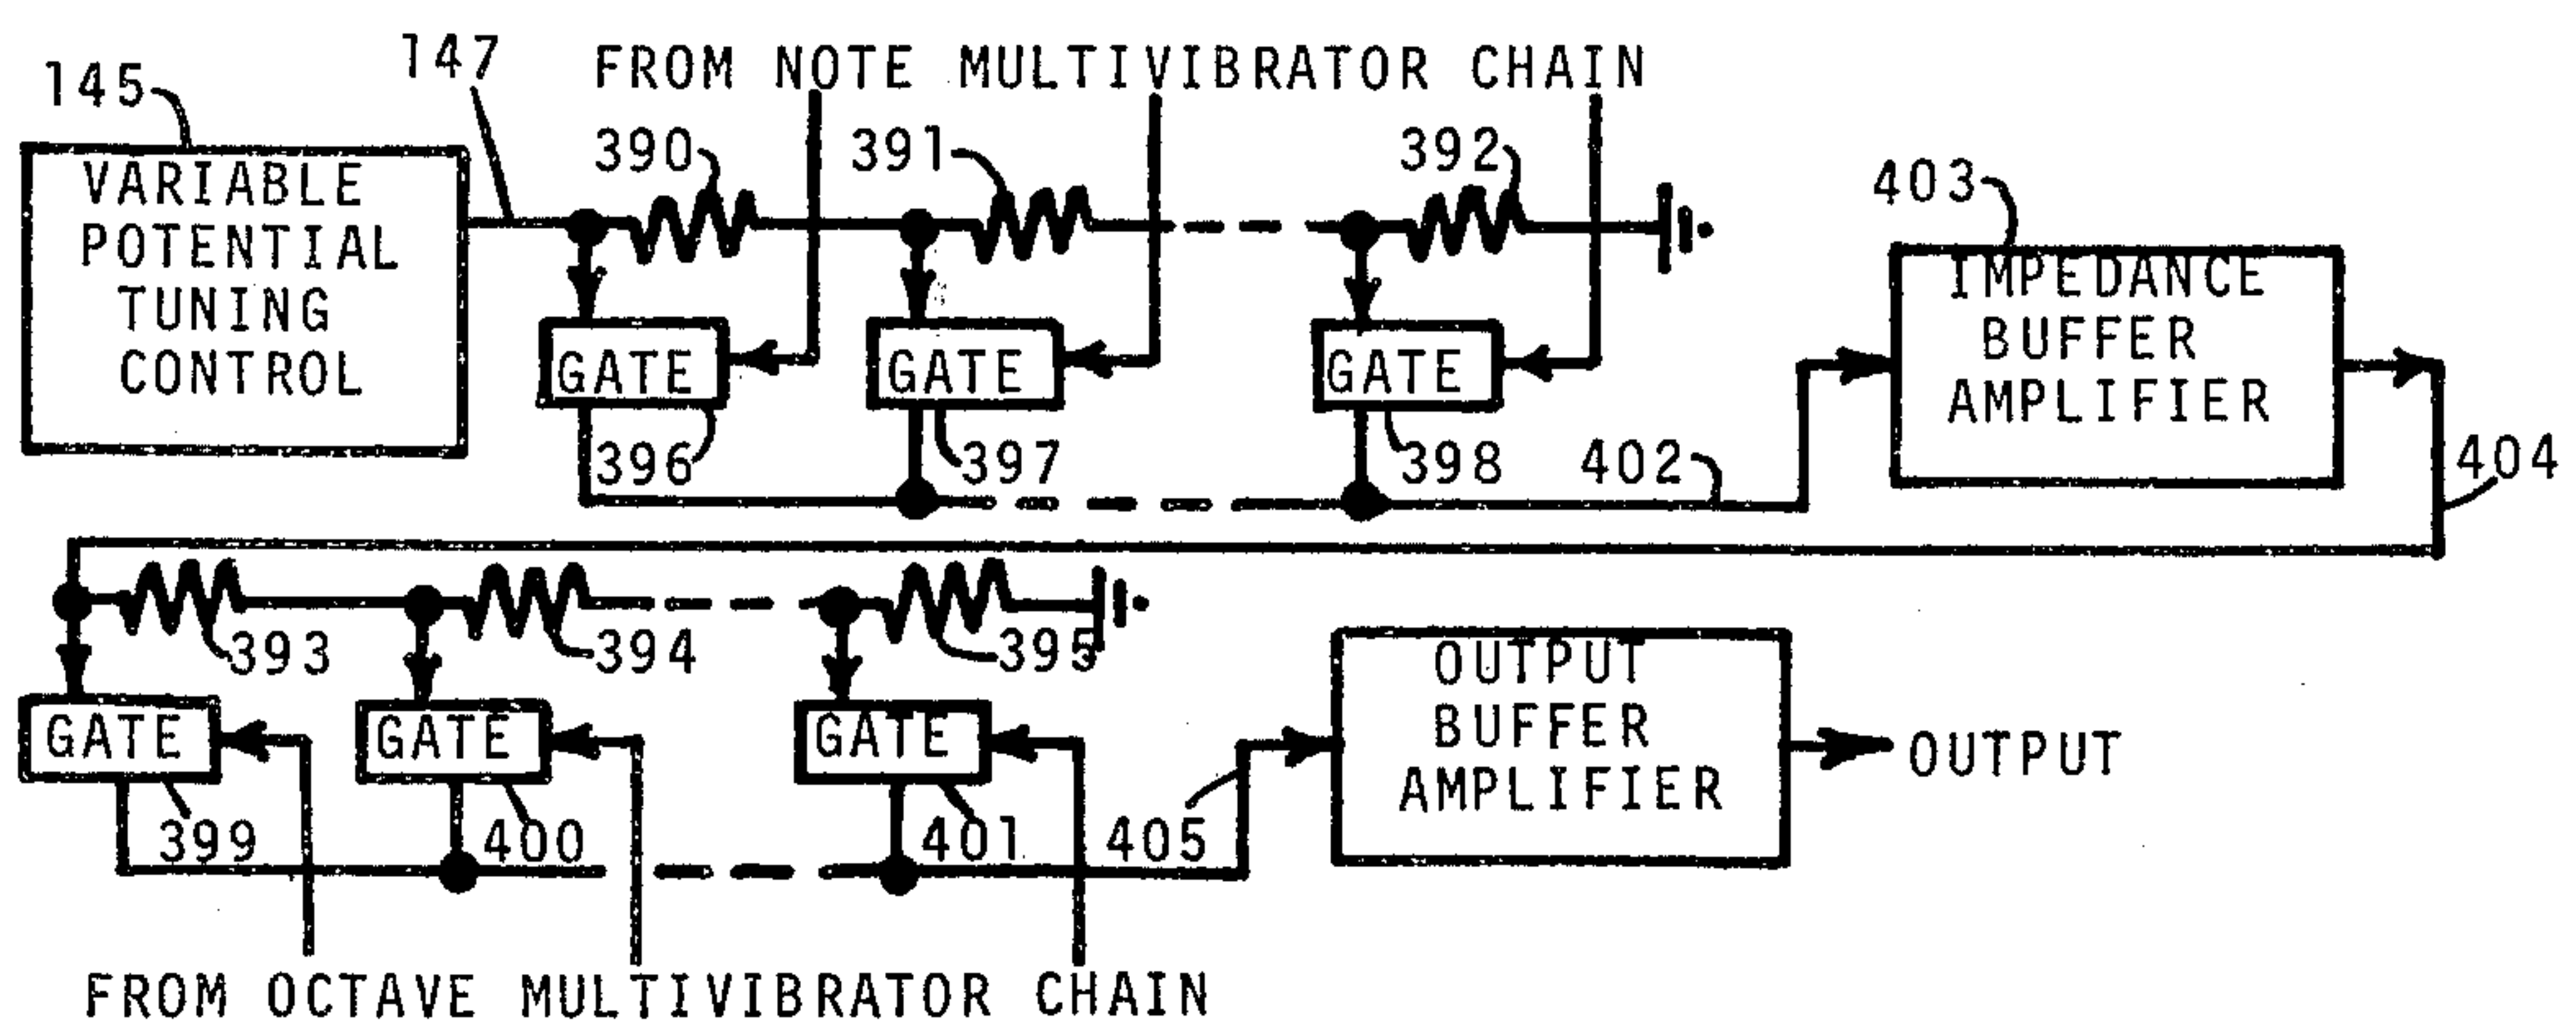 147
FROM NOTE MULTIVIBRATOR CHAIN
145
390
391
392
403
VARIABLE
POTENTIAL
TUNING
CONTROL
IMPEDANCE
BUFFER
AMPLIFIER
GATE
GATE
GATE
396
397
398
402
404
393
394
395
OUTPUT
BUFFER
AMPLIFIER
GATE
GATE
GATE
OUTPUT
399
400
401
405
FROM OCTAVE MULTIVIBRATOR CHAIN